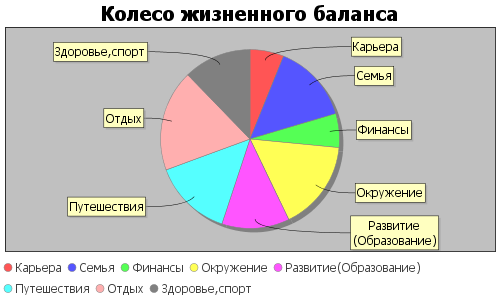 Колесо жизненного баланса
Карьера
Здоровье,спорт
Семья
Отдых
Финансы
Окружение
Путешествия
Развитие
(Образование)
Карьера Семья Финансы Окружение Развитие(Образование)
Путешествия Отдых Здоровье,спорт